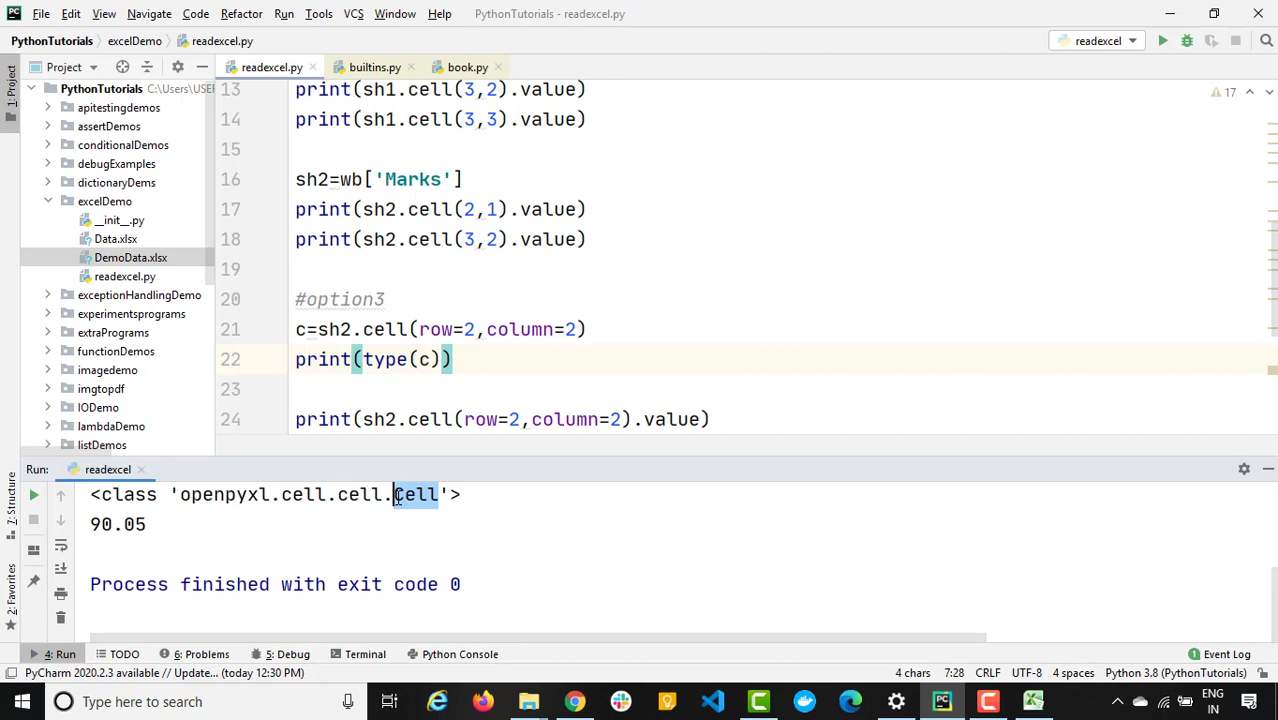 File Edit View Navigate Code Refactor Run Tools VCS Window Help PythonTutorials - readexcel.py
PythonTutorials excelDemo readexcel.py readexcel
1: Project
Project
readexcel.py builtins.py book.py
PythonTutorials C:\Users\USEF
apitestingdemos
assertDemos
conditionalDemos
debugExamples
dictionaryDems
excelDemo
__init__.py
Data.xlsx
DemoData.xlsx
readexcel.py
exceptionHandlingDemo
experimentsprograms
extraPrograms
functionDemos
imagedemo
imgtopdf
IODemo
lambdaDemo
listDemos
17
13 print(sh1.cell(3,2).value)
14 print(sh1.cell(3,3).value)
15
16 sh2=wb['Marks']
17 print(sh2.cell(2,1).value)
18 print(sh2.cell(3,2).value)
19
20 #option3
21 c=sh2.cell(row=2,column=2)
22 print(type(c))
23
24 print(sh2.cell(row=2,column=2).value)
Run: readexcel
<class 'openpyxl.cell.cell.Cell'>
90.05
Process finished with exit code 0
7: Structure
2: Favorites
4: Run TODO 6: Problems 5: Debug Terminal Python Console 1 Event Log
PyCharm 2020.2.3 available // Update... (today 12:30 PM) 4 chars 7:28 CRLF UTF-8 4 spaces Python 3.8 (PythonTutorials)
Type here to search ENG
IN